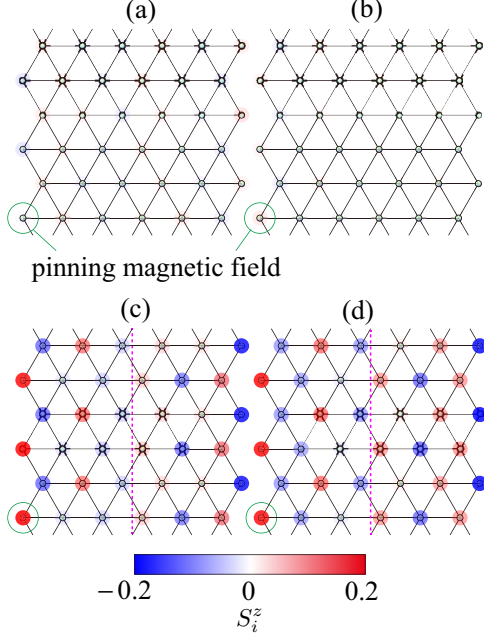 (a) (b)
pinning magnetic field
(c) (d)
−0.2 0 0.2
S_i^z